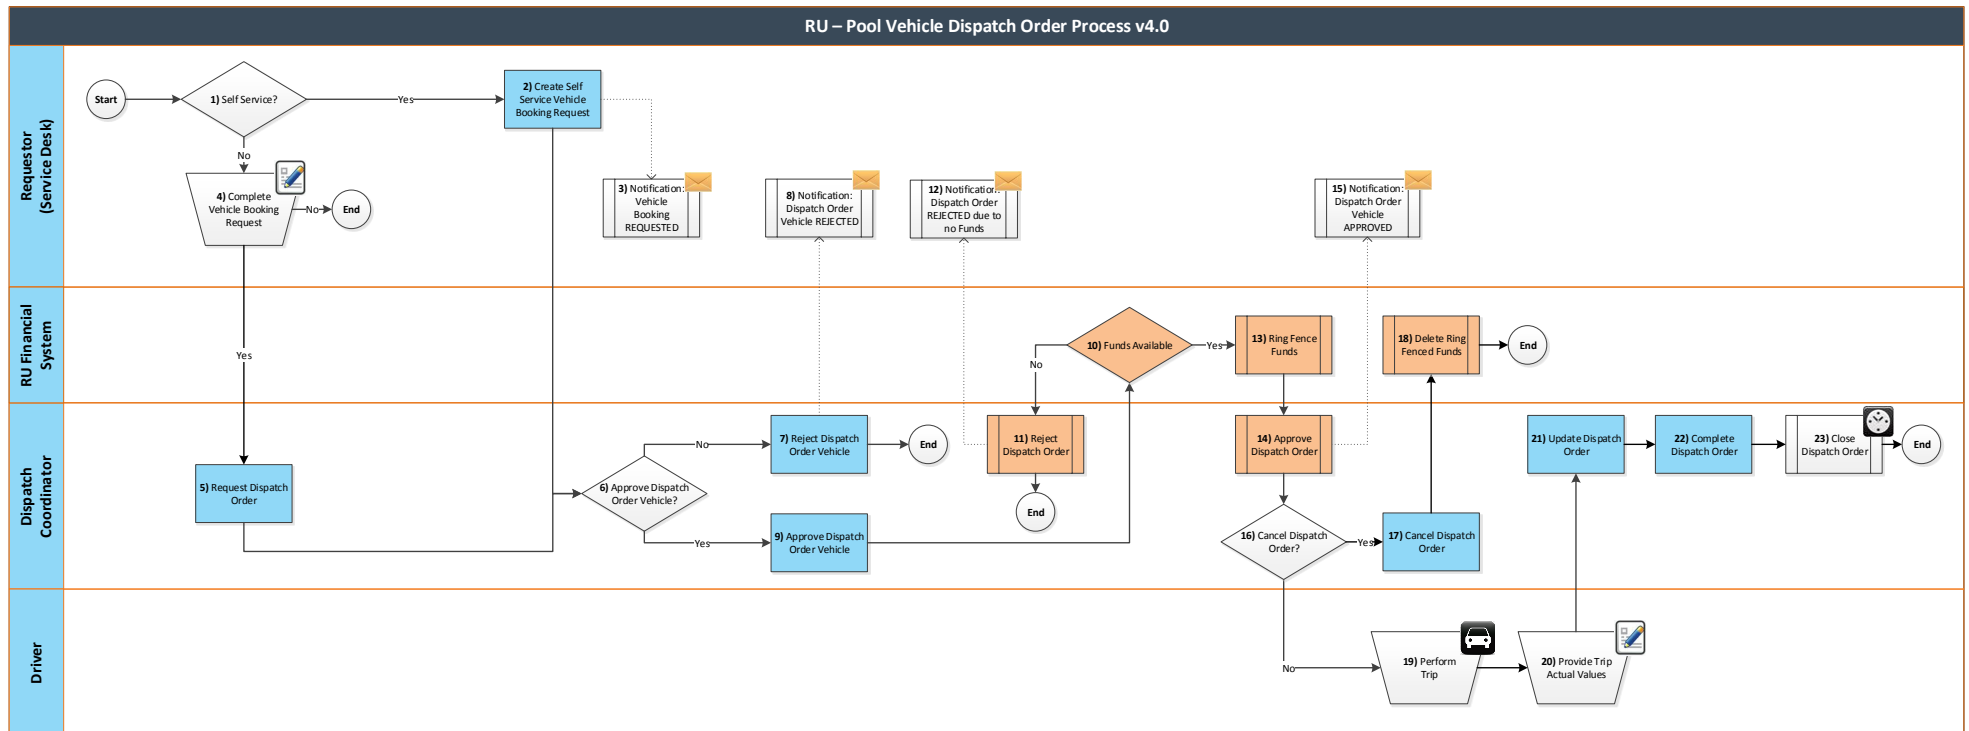 RU – Pool Vehicle Dispatch Order Process v4.0
Requestor
(Service Desk)
Start
1) Self Service?
Yes
2) Create Self
Service Vehicle
Booking Request
No
4) Complete
Vehicle Booking
Request
No
End
3) Notification:
Vehicle
Booking
REQUESTED
8) Notification:
Dispatch Order
Vehicle REJECTED
12) Notification:
Dispatch Order
REJECTED due to
no Funds
15) Notification:
Dispatch Order
Vehicle
APPROVED
RU Financial
System
Yes
10) Funds Available
No
Yes
13) Ring Fence
Funds
18) Delete Ring
Fenced Funds
End
Dispatch
Coordinator
5) Request Dispatch
Order
6) Approve Dispatch
Order Vehicle?
No
7) Reject Dispatch
Order Vehicle
End
Yes
9) Approve Dispatch
Order Vehicle
11) Reject
Dispatch Order
End
14) Approve
Dispatch Order
16) Cancel Dispatch
Order?
Yes
17) Cancel Dispatch
Order
21) Update Dispatch
Order
22) Complete
Dispatch Order
23) Close
Dispatch Order
End
Driver
No
19) Perform
Trip
20) Provide Trip
Actual Values